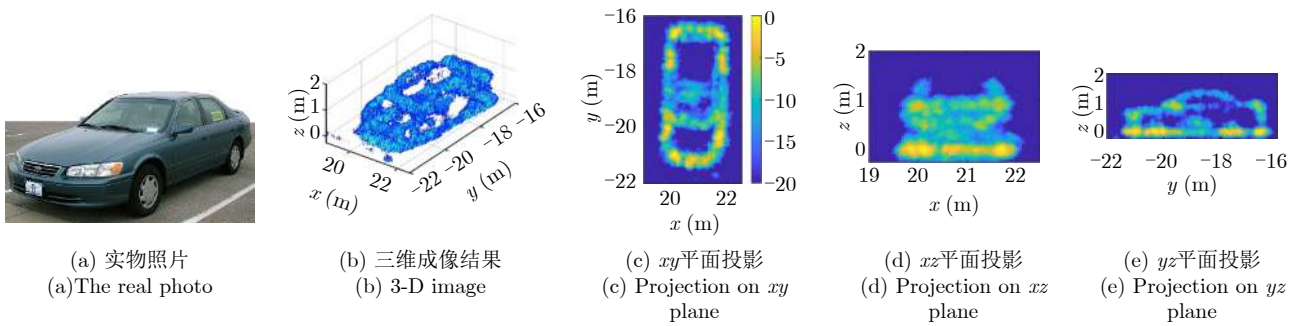 2
1
0
z (m)
20
22
x (m)
−22
−20
−18
−16
y (m)
−16
−18
−20
−22
y (m)
20
22
x (m)
0
−5
−10
−15
−20
2
1
0
z (m)
19
20
21
22
x (m)
2
1
0
z (m)
−22
−20
−18
−16
y (m)
(a) 实物照片
(a)The real photo
(b) 三维成像结果
(b) 3-D image
(c) xy平面投影
(c) Projection on xy
plane
(d) xz平面投影
(d) Projection on xz
plane
(e) yz平面投影
(e) Projection on yz
plane